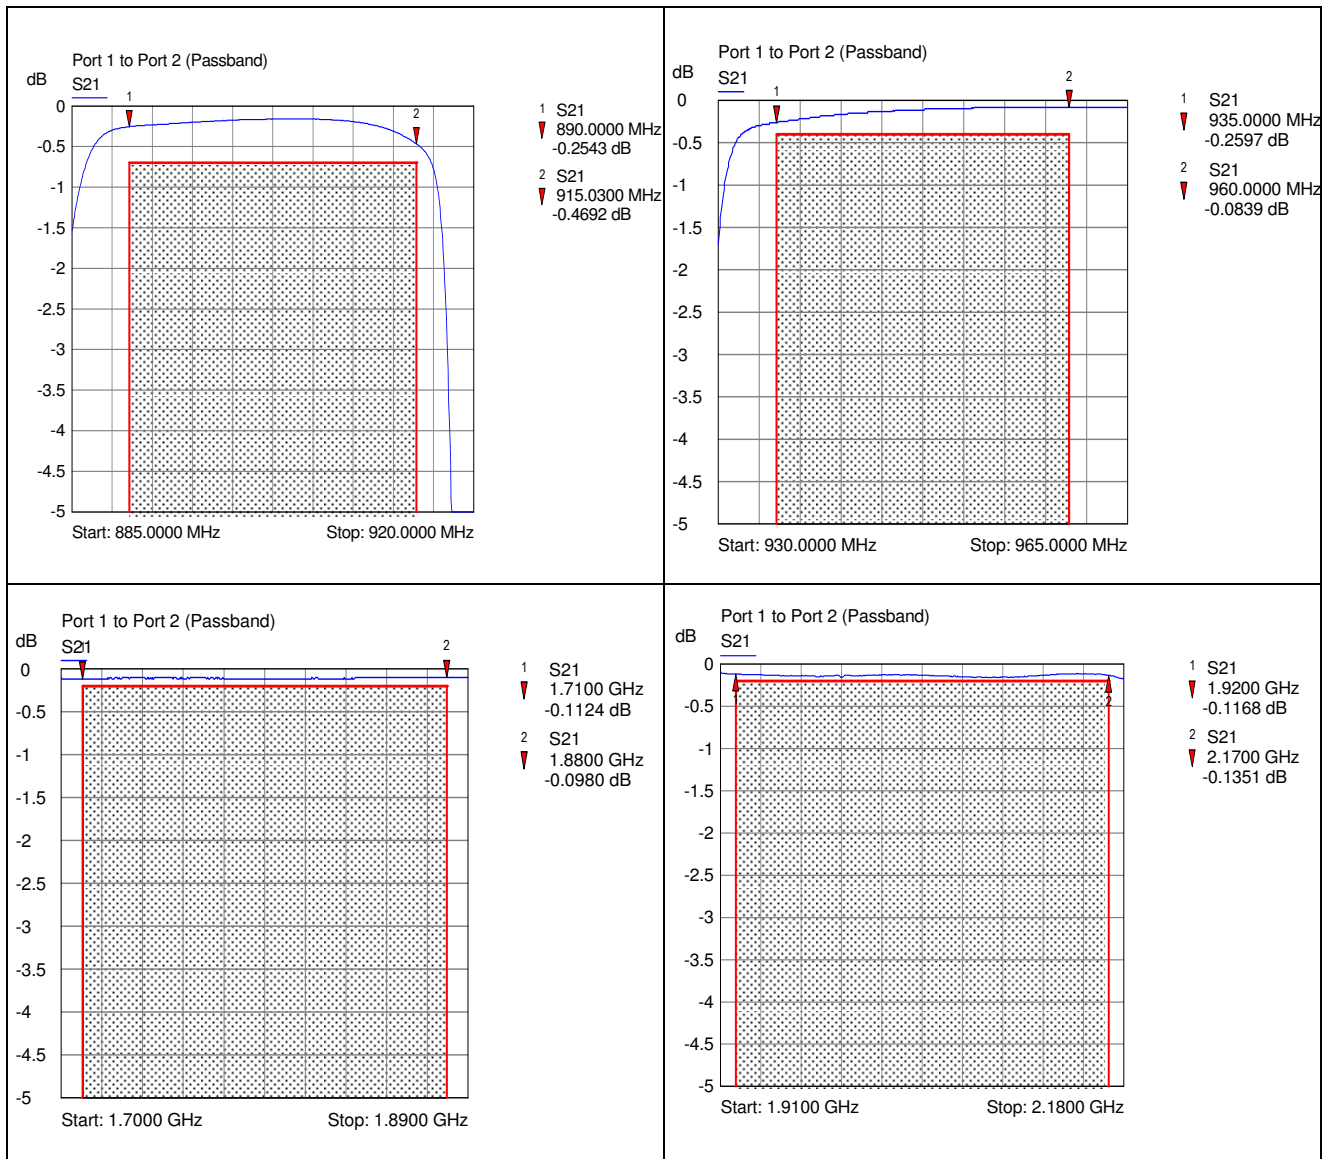 Port 1 to Port 2 (Passband)
dB
S21
1
2
0
-0.5
-1
-1.5
-2
-2.5
-3
-3.5
-4
-4.5
-5
Start: 885.0000 MHz
Stop: 920.0000 MHz
1 S21
890.0000 MHz
-0.2543 dB
2 S21
915.0300 MHz
-0.4692 dB
Port 1 to Port 2 (Passband)
dB
S21
1
2
0
-0.5
-1
-1.5
-2
-2.5
-3
-3.5
-4
-4.5
-5
Start: 930.0000 MHz
Stop: 965.0000 MHz
1 S21
935.0000 MHz
-0.2597 dB
2 S21
960.0000 MHz
-0.0839 dB
Port 1 to Port 2 (Passband)
dB
S21
1
2
0
-0.5
-1
-1.5
-2
-2.5
-3
-3.5
-4
-4.5
-5
Start: 1.7000 GHz
Stop: 1.8900 GHz
1 S21
1.7100 GHz
-0.1124 dB
2 S21
1.8800 GHz
-0.0980 dB
Port 1 to Port 2 (Passband)
dB
S21
1
2
0
-0.5
-1
-1.5
-2
-2.5
-3
-3.5
-4
-4.5
-5
Start: 1.9100 GHz
Stop: 2.1800 GHz
1 S21
1.9200 GHz
-0.1168 dB
2 S21
2.1700 GHz
-0.1351 dB